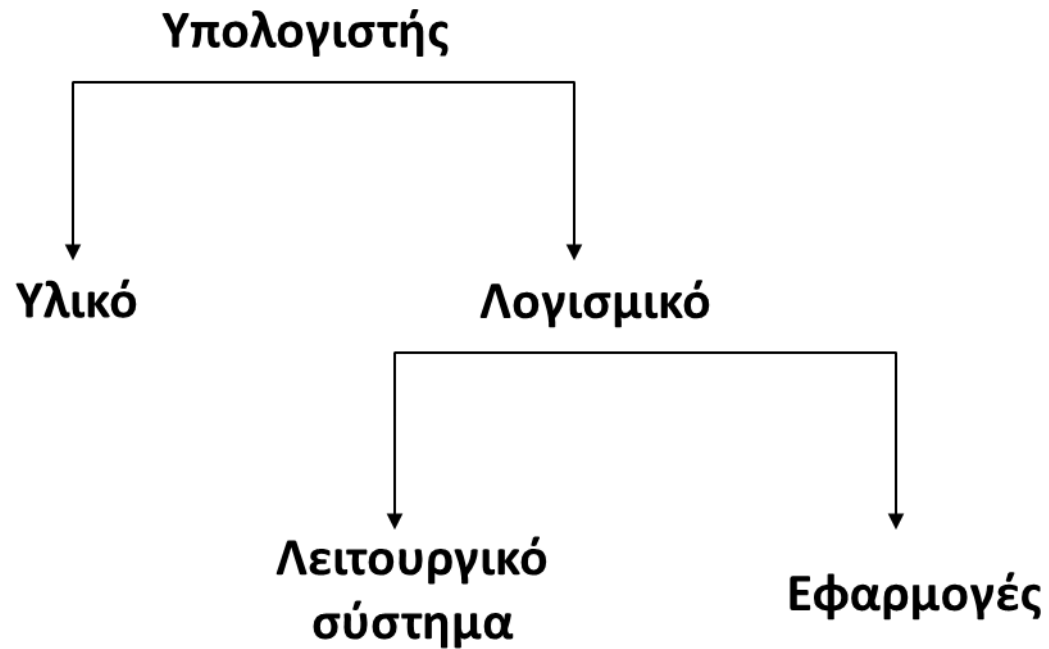 Υπολογιστής
Υλικό
Λογισμικό
Λειτουργικό
σύστημα
Εφαρμογές